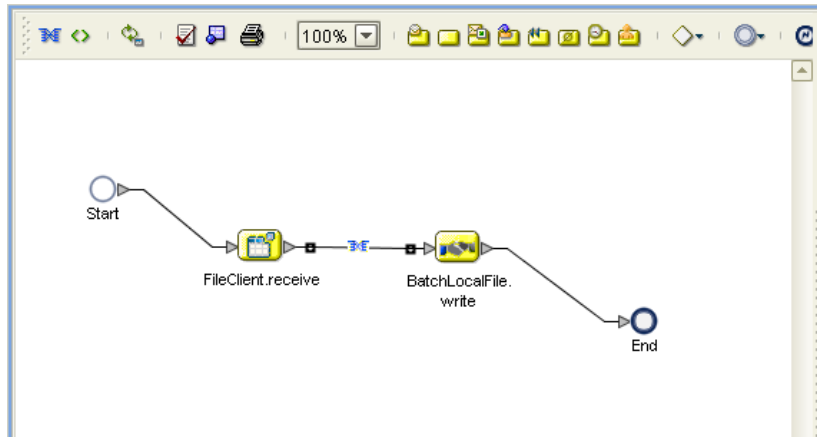 100%
Start
FileClient.receive
BatchLocalFile.
write
End